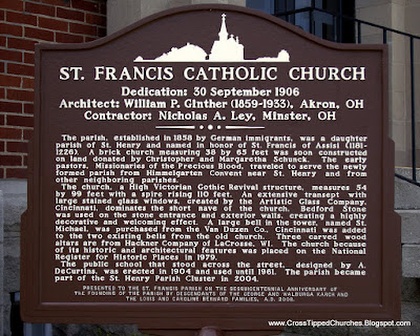 ST. FRANCIS CATHOLIC CHURCH
Dedication: 30 September 1906
Architect: William P. Ginther (1859-1933), Akron, OH
Contractor: Nicholas A. Ley, Minster, OH
The parish, established in 1858 by German immigrants, was a daughter
parish of St. Henry and named in honor of St. Francis of Assisi (1181-
1226). A brick church measuring 38 by 63 feet was soon constructed
on land donated by Christopher and Margaretha Schunck. The early
pastors, Missionaries of the Precious Blood, traveled to serve the newly
formed parish from Himmelgarten Convent near St. Henry and from
other neighboring parishes.
The church, a High Victorian Gothic Revival structure, measures 54
by 99 feet with a spire rising 110 feet. An extensive transept with
large stained glass windows, created by the Artistic Glass Company,
Cincinnati, dominates the short nave of the church. Bedford Stone
was used on the stone entrance and exterior walls, creating a highly
decorative and welcoming effect. A large bell in the tower, named St.
Michael, was purchased from the Van Duzen Co., Cincinnati was added
to the two existing bells from the old church. Three carved wood
altars are from Hackner Company of LaCrosse, WI. The church because
of its historic and architectural features was placed on the National
Register for Historic Places in 1979.
The public school that stood across the street, designed by A.
DeCurtins, was erected in 1904 and used until 1961. The parish became
part of the St. Henry Parish Cluster in 2004.
PRESENTED TO THE ST. FRANCIS PARISH ON THE SESQUICENTENNIAL ANNIVERSARY OF
THE FOUNDING OF THE PARISH BY DESCENDANTS OF THE GEORGE AND WALBURGA KARCH AND
THE LOUIS AND CAROLINE BERNARD FAMILIES, A.D. 2008.
www.CrossTippedChurches.Blogspot.com